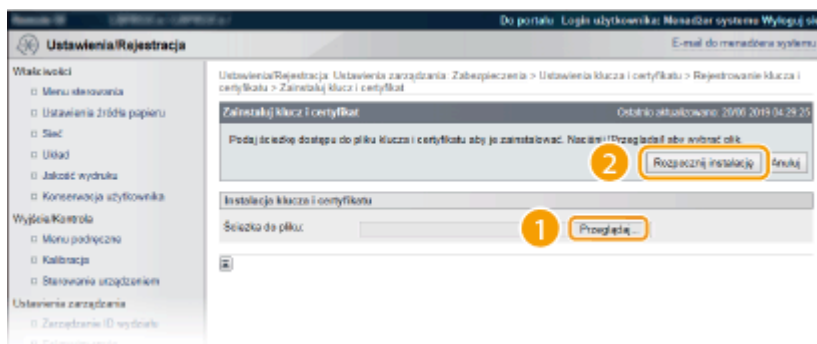 Do portalu Login użytkownika: Menadżer systemu Wyloguj się
Ustawienia/Rejestracja
E-mail do menadżera systemu
Właściwości
Menu sterowania
Ustawienia źródła papieru
Sieć
Układ
Jakość wydruku
Konserwacja użytkownika
Wyjście/Kontrola
Menu podręczne
Kalibracja
Sterowanie urządzeniem
Ustawienia zarządzania
Zarządzanie ID wydziału
Ustawienia/Rejestracja: Ustawienia zarządzania: Zabezpieczenia > Ustawienia klucza i certyfikatu > Rejestrowanie klucza i
certyfikatu > Zainstaluj klucz i certyfikat
Zainstaluj klucz i certyfikat
Ostatnio aktualizowano: 20/06 2019 04:29:25
Podaj ścieżkę dostępu do pliku klucza i certyfikatu aby je zainstalować. Naciśnij [Przeglądaj] aby wybrać plik.
2
Rozpocznij instalację
Anuluj
Instalacja klucza i certyfikatu
Ścieżka do pliku:
1
Przeglądaj...